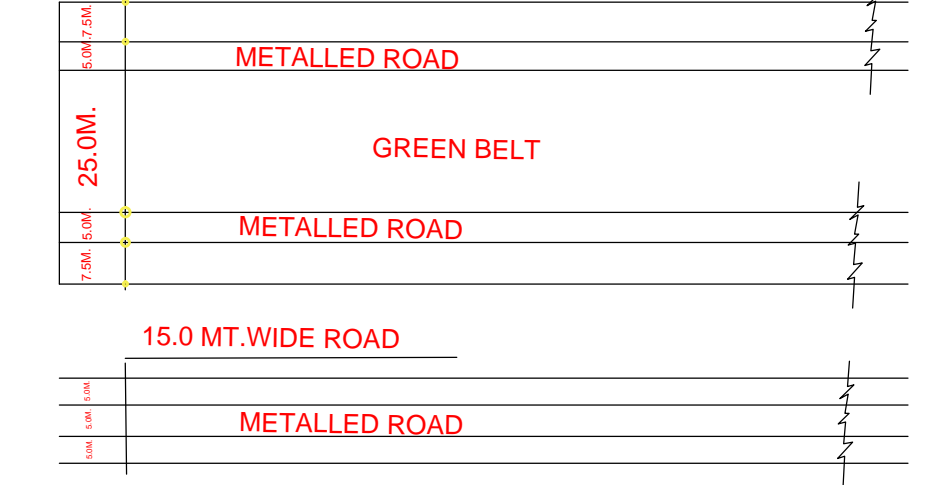 7.5M.
5.0M.
METALLED ROAD
25.0M.
GREEN BELT
5.0M.
METALLED ROAD
7.5M.
15.0 MT.WIDE ROAD
5.0M.
5.0M.
METALLED ROAD
5.0M.